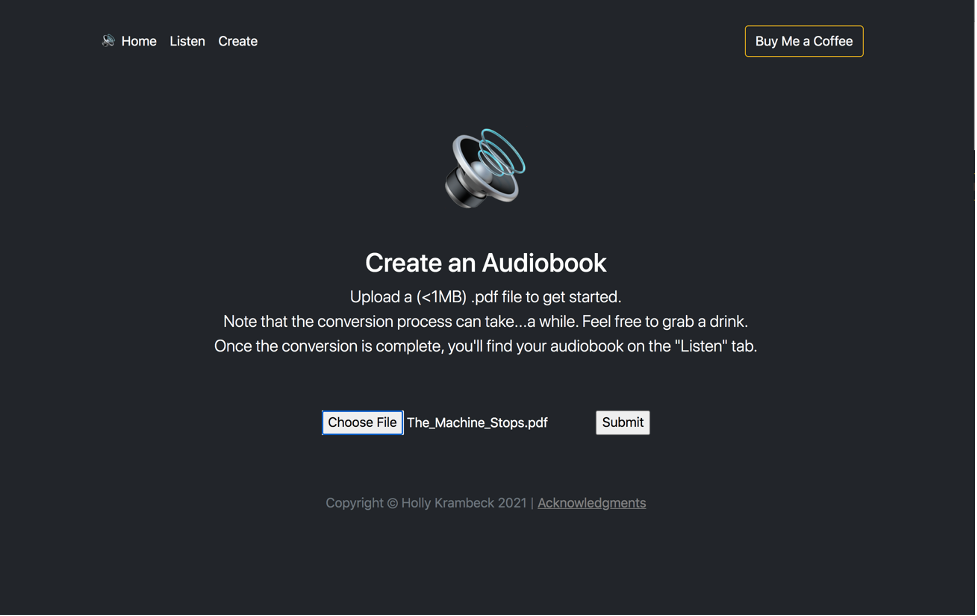 Home Listen Create Buy Me a Coffee
Create an Audiobook
Upload a (<1MB) .pdf file to get started.
Note that the conversion process can take...a while. Feel free to grab a drink.
Once the conversion is complete, you'll find your audiobook on the "Listen" tab.
Choose File The_Machine_Stops.pdf Submit
Copyright © Holly Krambeck 2021 | Acknowledgments